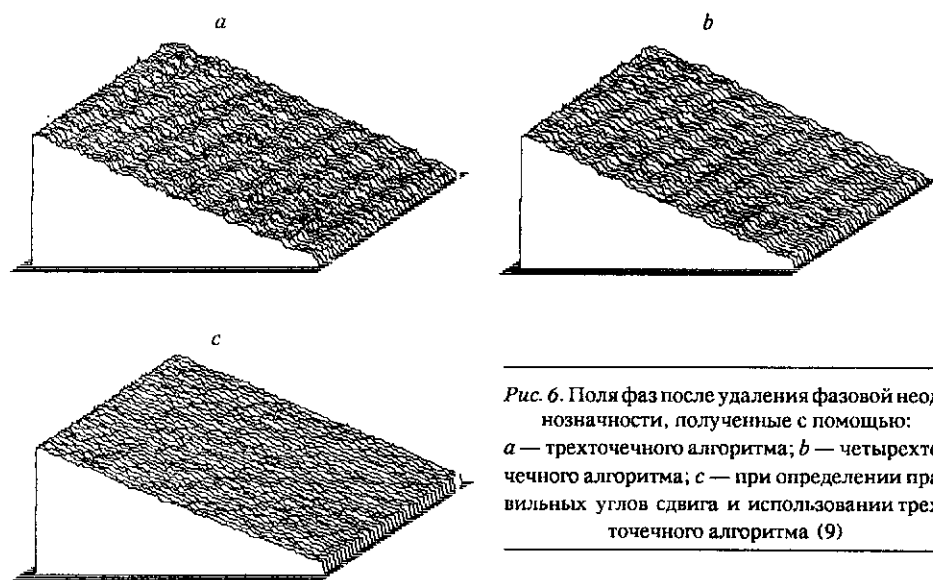 a
b
c
Рис. 6. Поля фаз после удаления фазовой неод
нозначности, полученные с помощью:
a — трехточечного алгоритма; b — четырехто
чечного алгоритма; c — при определении пра
вильных углов сдвига и использовании трех
точечного алгоритма (9)